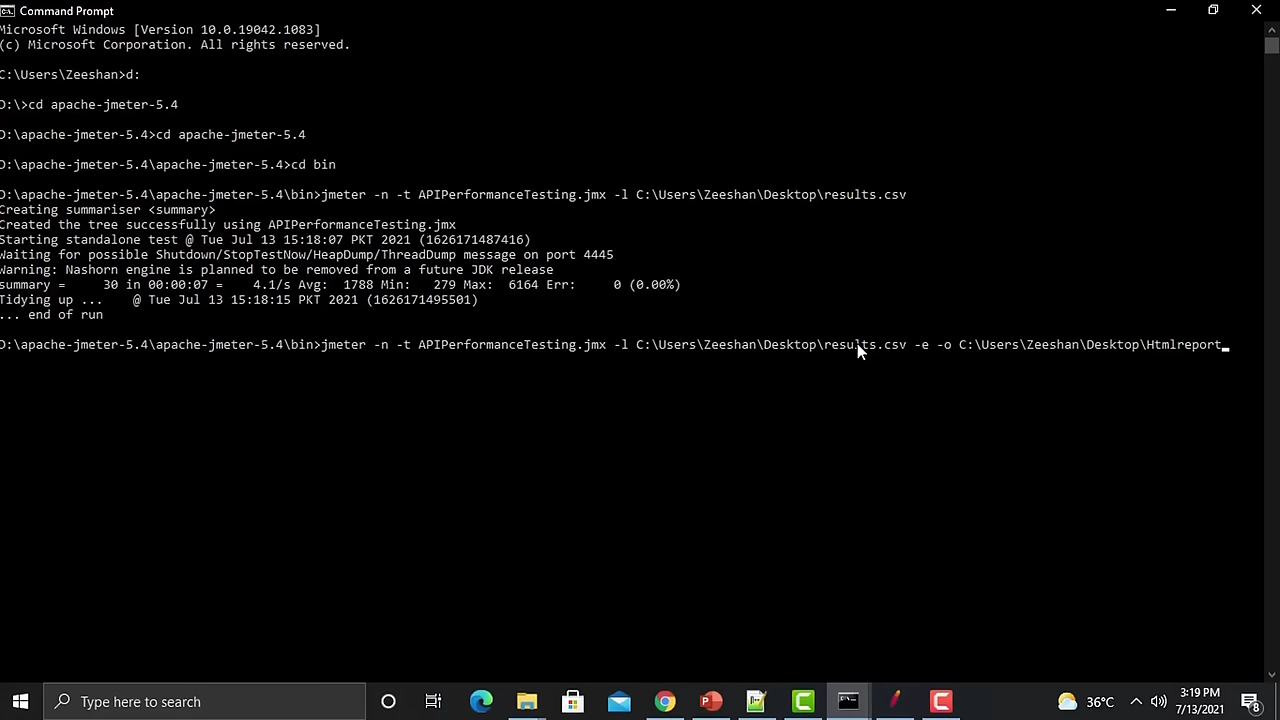 Command Prompt
Microsoft Windows [Version 10.0.19042.1083]
(c) Microsoft Corporation. All rights reserved.
C:\Users\Zeeshan>d:
D:\>cd apache-jmeter-5.4
D:\apache-jmeter-5.4>cd apache-jmeter-5.4
D:\apache-jmeter-5.4\apache-jmeter-5.4>cd bin
D:\apache-jmeter-5.4\apache-jmeter-5.4\bin>jmeter -n -t APIPerformanceTesting.jmx -l C:\Users\Zeeshan\Desktop\results.csv
Creating summariser <summary>
Created the tree successfully using APIPerformanceTesting.jmx
Starting standalone test @ Tue Jul 13 15:18:07 PKT 2021 (1626171487416)
Waiting for possible Shutdown/StopTestNow/HeapDump/ThreadDump message on port 4445
Warning: Nashorn engine is planned to be removed from a future JDK release
summary =     30 in 00:00:07 =    4.1/s Avg:  1788 Min:   279 Max:  6164 Err:     0 (0.00%)
Tidying up ...    @ Tue Jul 13 15:18:15 PKT 2021 (1626171495501)
... end of run
D:\apache-jmeter-5.4\apache-jmeter-5.4\bin>jmeter -n -t APIPerformanceTesting.jmx -l C:\Users\Zeeshan\Desktop\results.csv -e -o C:\Users\Zeeshan\Desktop\Htmlreport_
Type here to search
36°C
3:19 PM
7/13/2021
8